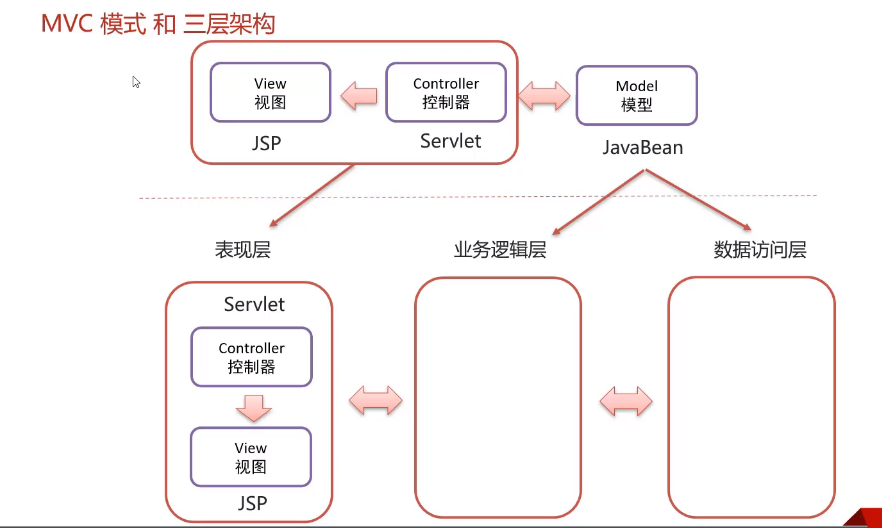 MVC 模式 和 三层架构
View
视图
Controller
控制器
Model
模型
JSP
Servlet
JavaBean
表现层
业务逻辑层
数据访问层
Servlet
Controller
控制器
View
视图
JSP